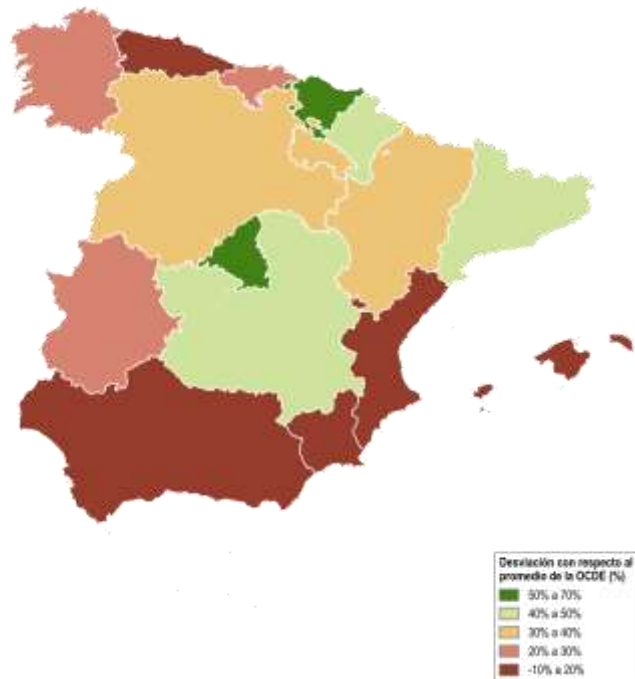 Desviación con respecto al
promedio de la OCDE (%)
50% a 70%
40% a 50%
30% a 40%
20% a 30%
-10% a 20%